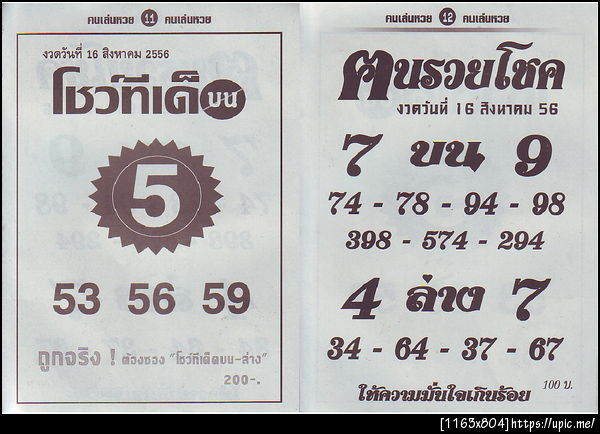 คนเล่นหวย 11 คนเล่นหวย
งวดวันที่ 16 สิงหาคม 2556
โชว์ทีเด็ดบน
5
53 56 59
ถูกจริง ! ต้องซอง "โชว์ทีเด็ดบน-ล่าง"
200-.
คนเล่นหวย 12 คนเล่นหวย
ฅนรวยโชค
งวดวันที่ 16 สิงหาคม 56
7 บน 9
74 - 78 - 94 - 98
398 - 574 - 294
4 ล่าง 7
34 - 64 - 37 - 67
ให้ความมั่นใจเกินร้อย 100 บ.
[1163x804]https://upic.me/